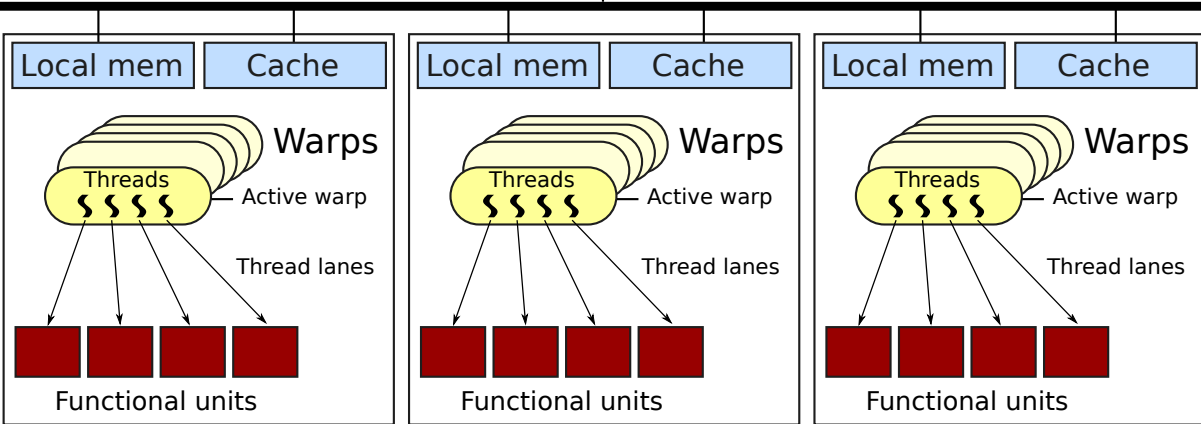 Local mem
Cache
Warps
Threads
Active warp
Thread lanes
Functional units
Local mem
Cache
Warps
Threads
Active warp
Thread lanes
Functional units
Local mem
Cache
Warps
Threads
Active warp
Thread lanes
Functional units